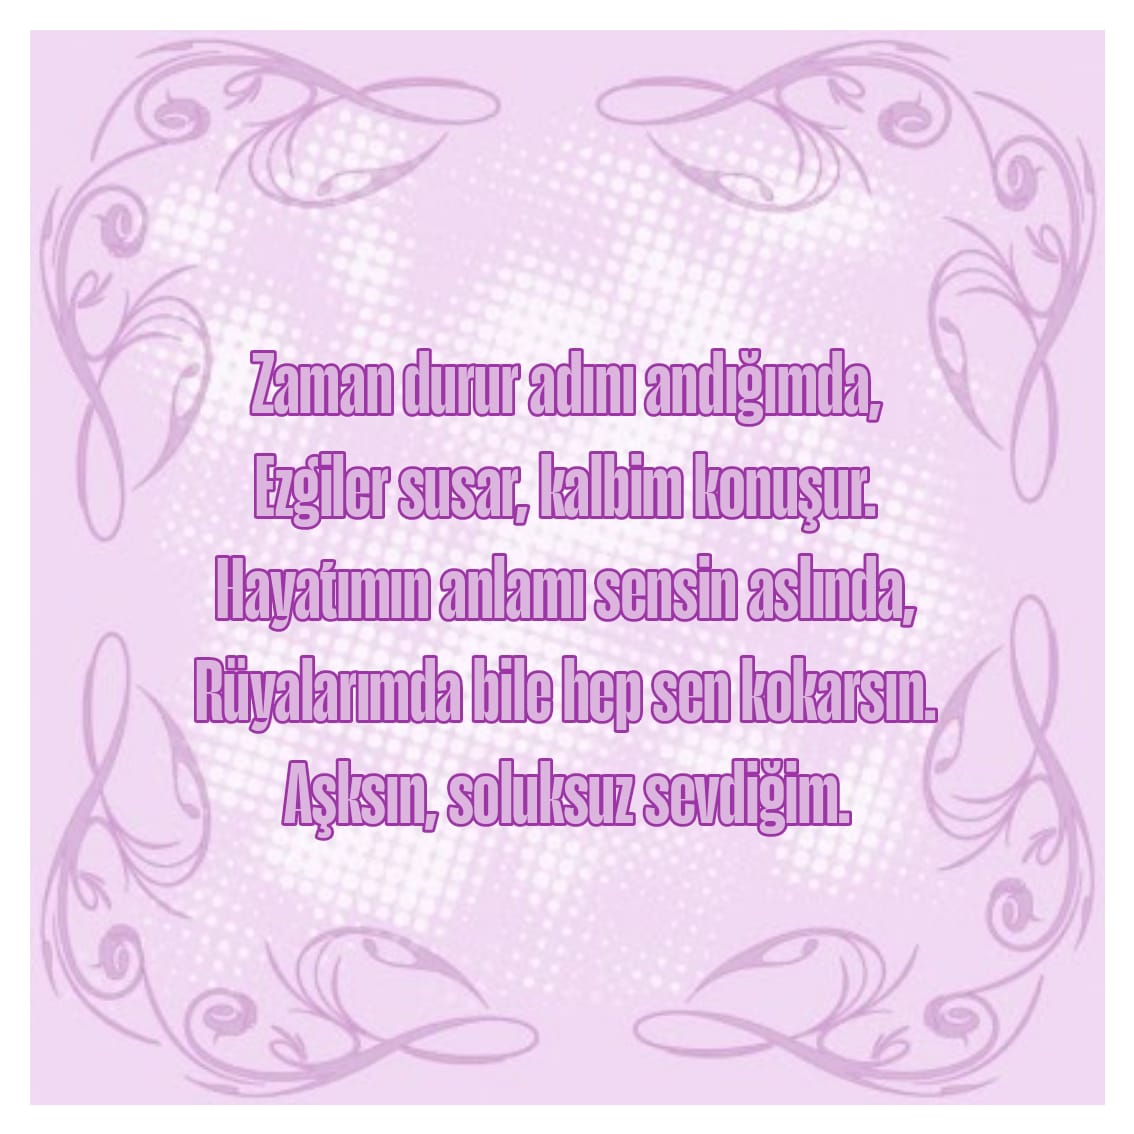 Zaman durur adını andığımda,
Ezgiler susar, kalbim konuşur.
Hayatımın anlamı sensin aslında,
Rüyalarımda bile hep sen kokarsın.
Aşksın, soluksuz sevdiğim.